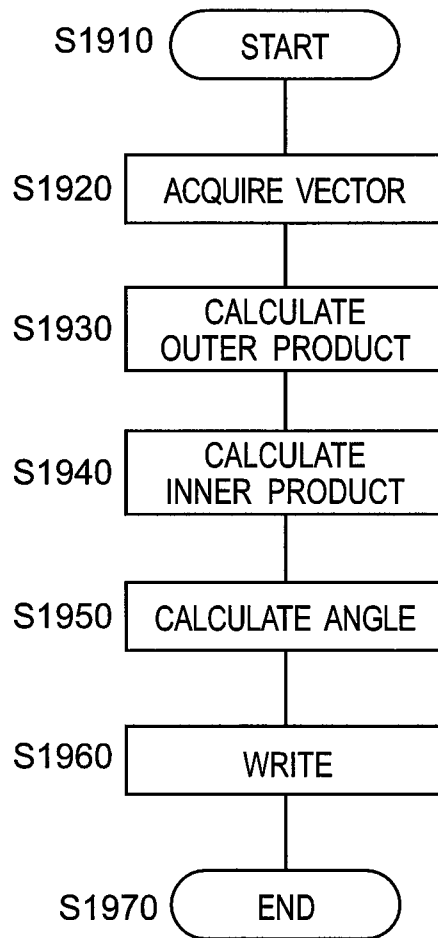 S1910
START
S1920
ACQUIRE VECTOR
S1930
CALCULATE
OUTER PRODUCT
S1940
CALCULATE
INNER PRODUCT
S1950
CALCULATE ANGLE
S1960
WRITE
S1970
END